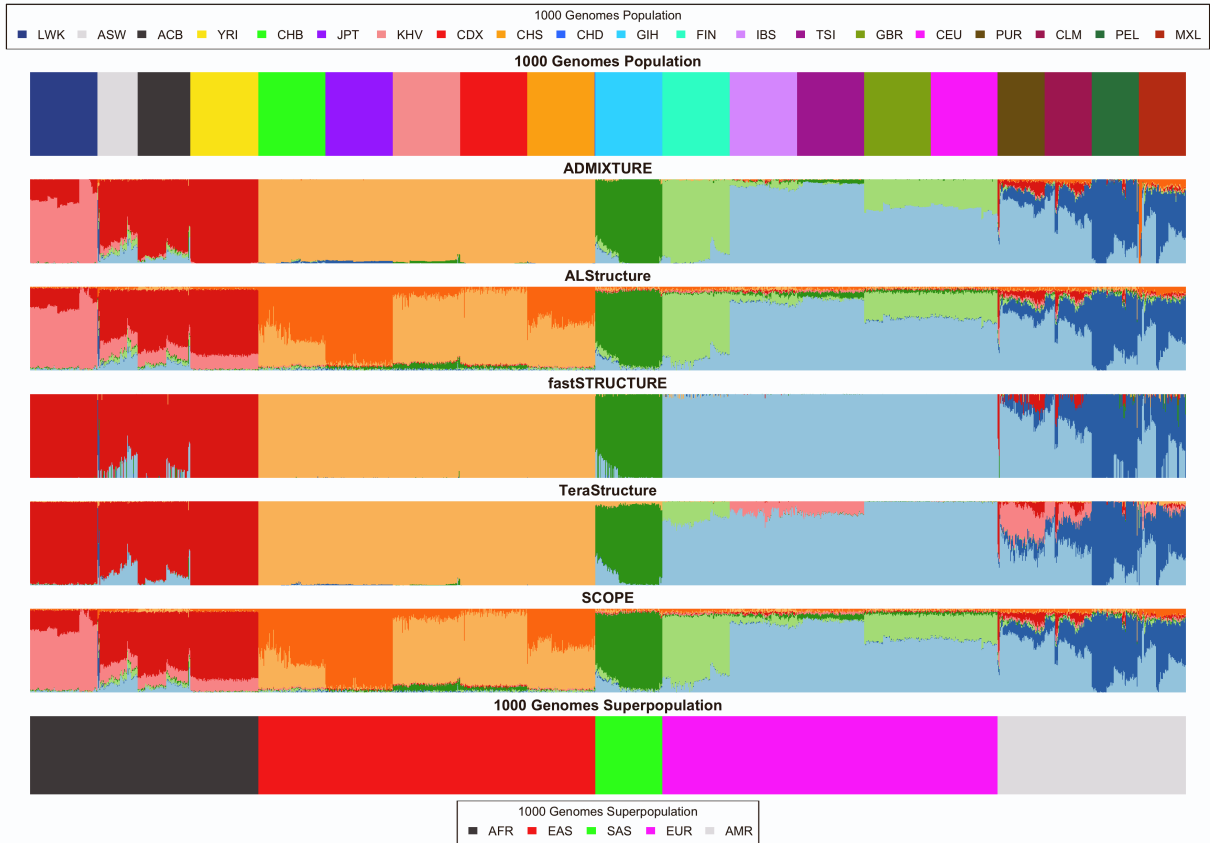 1000 Genomes Population
LWK ASW ACB YRI CHB JPT KHV CDX CHS CHD GIH FIN IBS TSI GBR CEU PUR CLM PEL MXL
1000 Genomes Population
ADMIXTURE
ALStructure
fastSTRUCTURE
TeraStructure
SCOPE
1000 Genomes Superpopulation
1000 Genomes Superpopulation
AFR EAS SAS EUR AMR